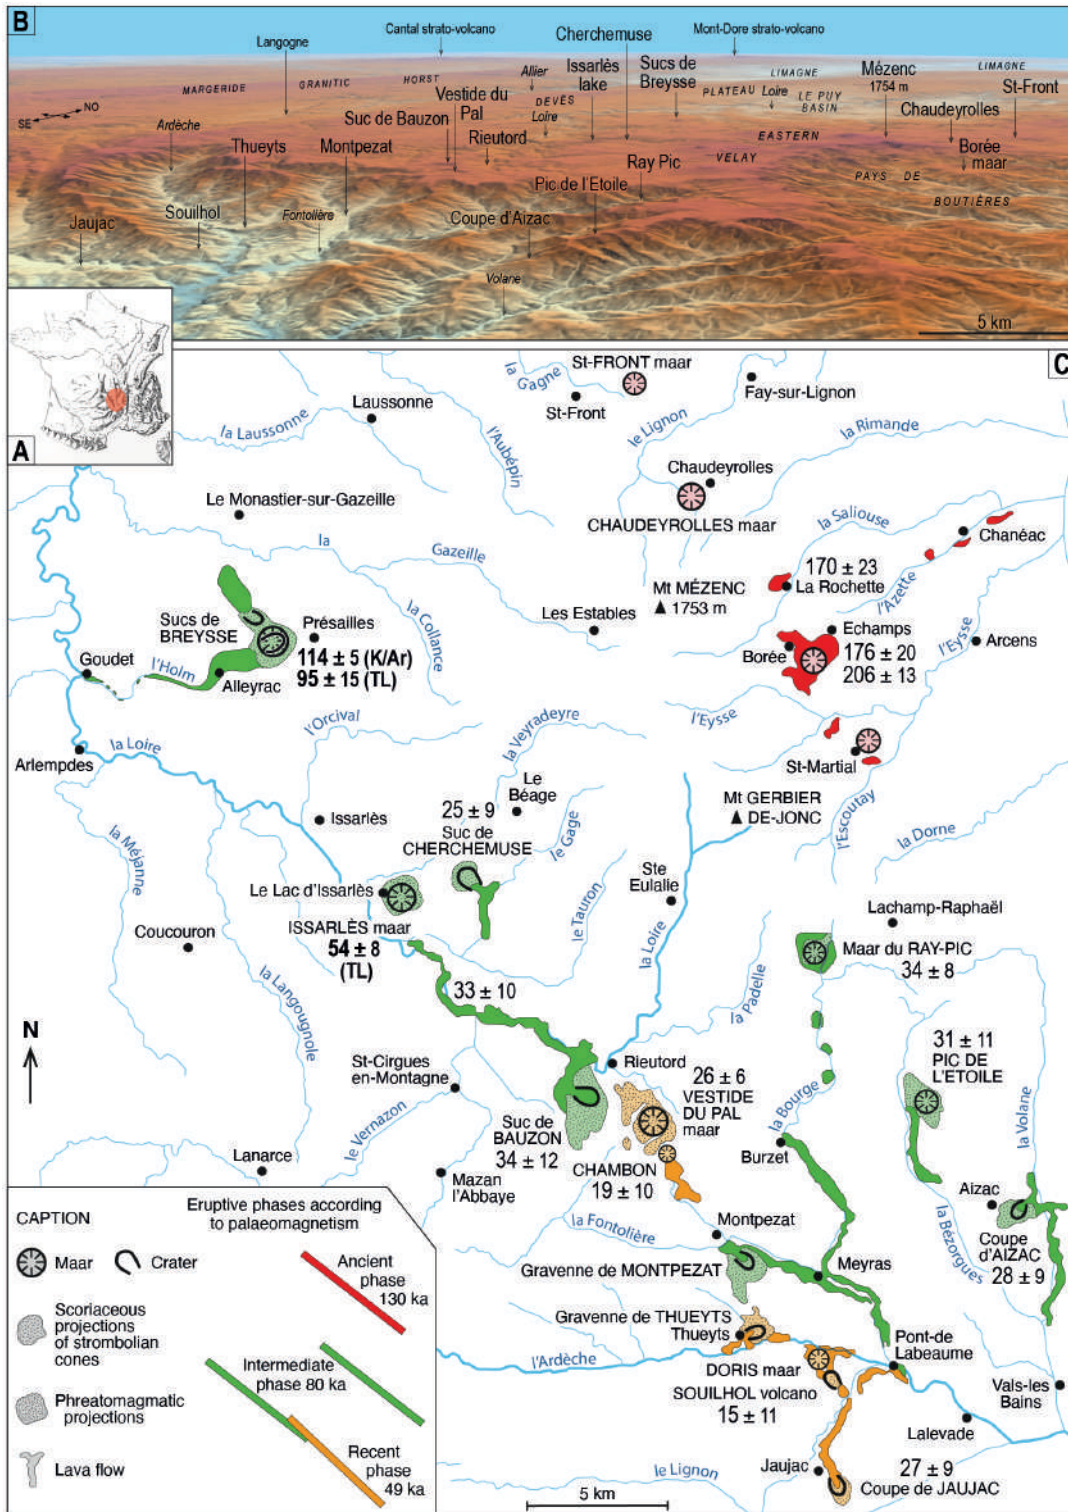 B
Cantal strato-volcano
Cherchemuse
Mont-Dore strato-volcano
Langogne
Issarlès
lake
Sucs de
Breysse
Allier
LIMAGNE
Mézenc
1754 m
LIMAGNE
St-Front
MARGERIDE
GRANITIC
HORST
Vestide du
Pal
DEVÈS
Loire
PLATEAU
Loire
LE PUY
BASIN
Chaudeyrolles
NO
SE
Ardèche
Suc de Bauzon
Rieutord
EASTERN
VELAY
Borée
maar
Thueyts
Montpezat
Ray Pic
Pic de l'Etoile
PAYS DE
BOUTIÈRES
Jaujac
Souilhol
Fontolière
Coupe d'Aizac
Volane
5 km
A
C
St-FRONT maar
la Gagne
St-Front
Fay-sur-Lignon
Laussonne
la Laussonne
l'Aubépin
le Lignon
la Rimande
Chaudeyrolles
CHAUDEYROLLES maar
Le Monastier-sur-Gazeille
la
Gazeille
la Saliouse
Chanéac
170 ± 23
La Rochette
Mt MÉZENC
1753 m
l'Azette
l'Eysse
Sucs de
BREYSSE
Présailles
114 ± 5 (K/Ar)
95 ± 15 (TL)
la Collance
Les Estables
Echamps
Borée
176 ± 20
206 ± 13
Arcens
Goudet
l'Holm
Alleyrac
l'Orcival
la Veyradeyre
l'Eysse
Arlempdes
la Loire
St-Martial
Le
Béage
Mt GERBIER
DE-JONC
l'Escoutay
la Dorne
la Méjanne
Issarlès
25 ± 9
Suc de
CHERCHEMUSE
le Gage
Le Lac d'Issarlès
ISSARLÈS maar
54 ± 8
(TL)
Ste
Eulalie
le Tauron
la Loire
Lachamp-Raphaël
Coucouron
Maar du RAY-PIC
34 ± 8
la Langougnole
33 ± 10
la Padelle
N
Rieutord
St-Cirgues
en-Montagne
26 ± 6
VESTIDE
DU PAL
maar
31 ± 11
PIC DE
L'ETOILE
la Bourge
la Volane
le Vernazon
Suc de
BAUZON
34 ± 12
Burzet
Lanarce
Mazan
l'Abbaye
CHAMBON
19 ± 10
Aizac
la Fontolière
Montpezat
Coupe
d'AIZAC
28 ± 9
la Bézorgues
Gravenne de MONTPEZAT
Meyras
Gravenne de THUEYTS
Thueyts
Pont-de
Labeaume
l'Ardèche
DORIS maar
SOUILHOL volcano
15 ± 11
Vals-les
Bains
Lalevade
le Lignon
Jaujac
27 ± 9
Coupe de JAUJAC
5 km
CAPTION
Eruptive phases according
to palaeomagnetism
Maar
Crater
Ancient
phase
130 ka
Scoriaceous
projections
of strombolian
cones
Intermediate
phase 80 ka
Phreatomagmatic
projections
Recent
phase
49 ka
Lava flow